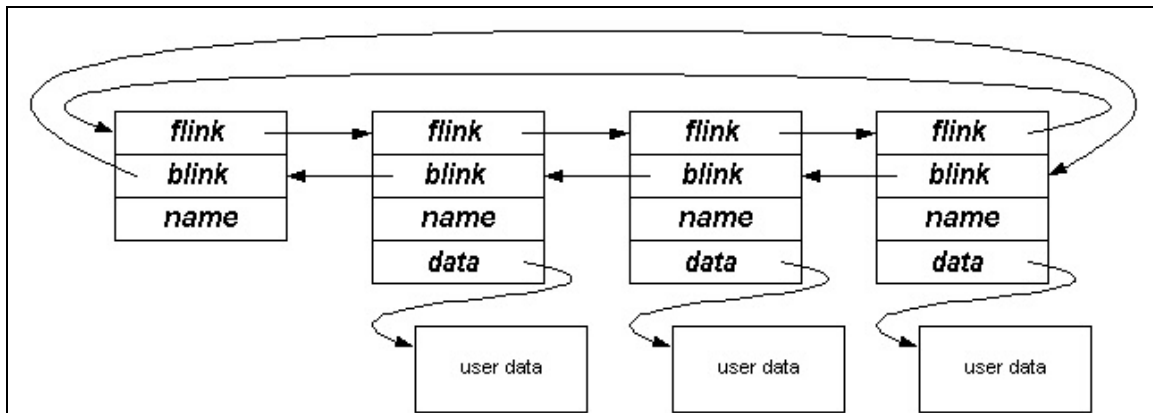 flink flink flink flink
blink blink blink blink
name name name name
data data data
user data user data user data